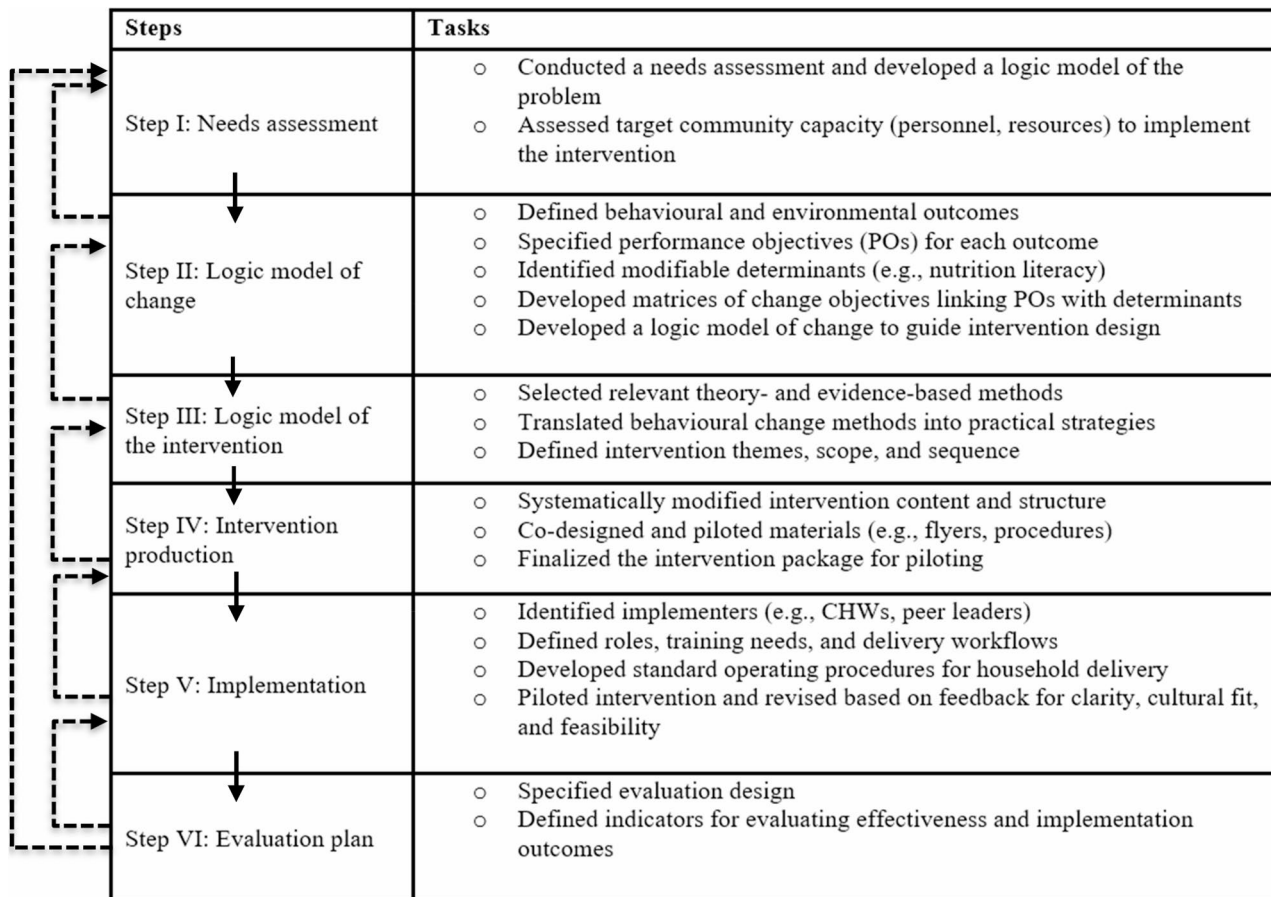 Steps
Tasks
Step I: Needs assessment
○ Conducted a needs assessment and developed a logic model of the
problem
○ Assessed target community capacity (personnel, resources) to implement
the intervention
Step II: Logic model of
change
○ Defined behavioural and environmental outcomes
○ Specified performance objectives (POs) for each outcome
○ Identified modifiable determinants (e.g., nutrition literacy)
○ Developed matrices of change objectives linking POs with determinants
○ Developed a logic model of change to guide intervention design
Step III: Logic model of
the intervention
○ Selected relevant theory- and evidence-based methods
○ Translated behavioural change methods into practical strategies
○ Defined intervention themes, scope, and sequence
Step IV: Intervention
production
○ Systematically modified intervention content and structure
○ Co-designed and piloted materials (e.g., flyers, procedures)
○ Finalized the intervention package for piloting
Step V: Implementation
○ Identified implementers (e.g., CHWs, peer leaders)
○ Defined roles, training needs, and delivery workflows
○ Developed standard operating procedures for household delivery
○ Piloted intervention and revised based on feedback for clarity, cultural fit,
and feasibility
Step VI: Evaluation plan
○ Specified evaluation design
○ Defined indicators for evaluating effectiveness and implementation
outcomes